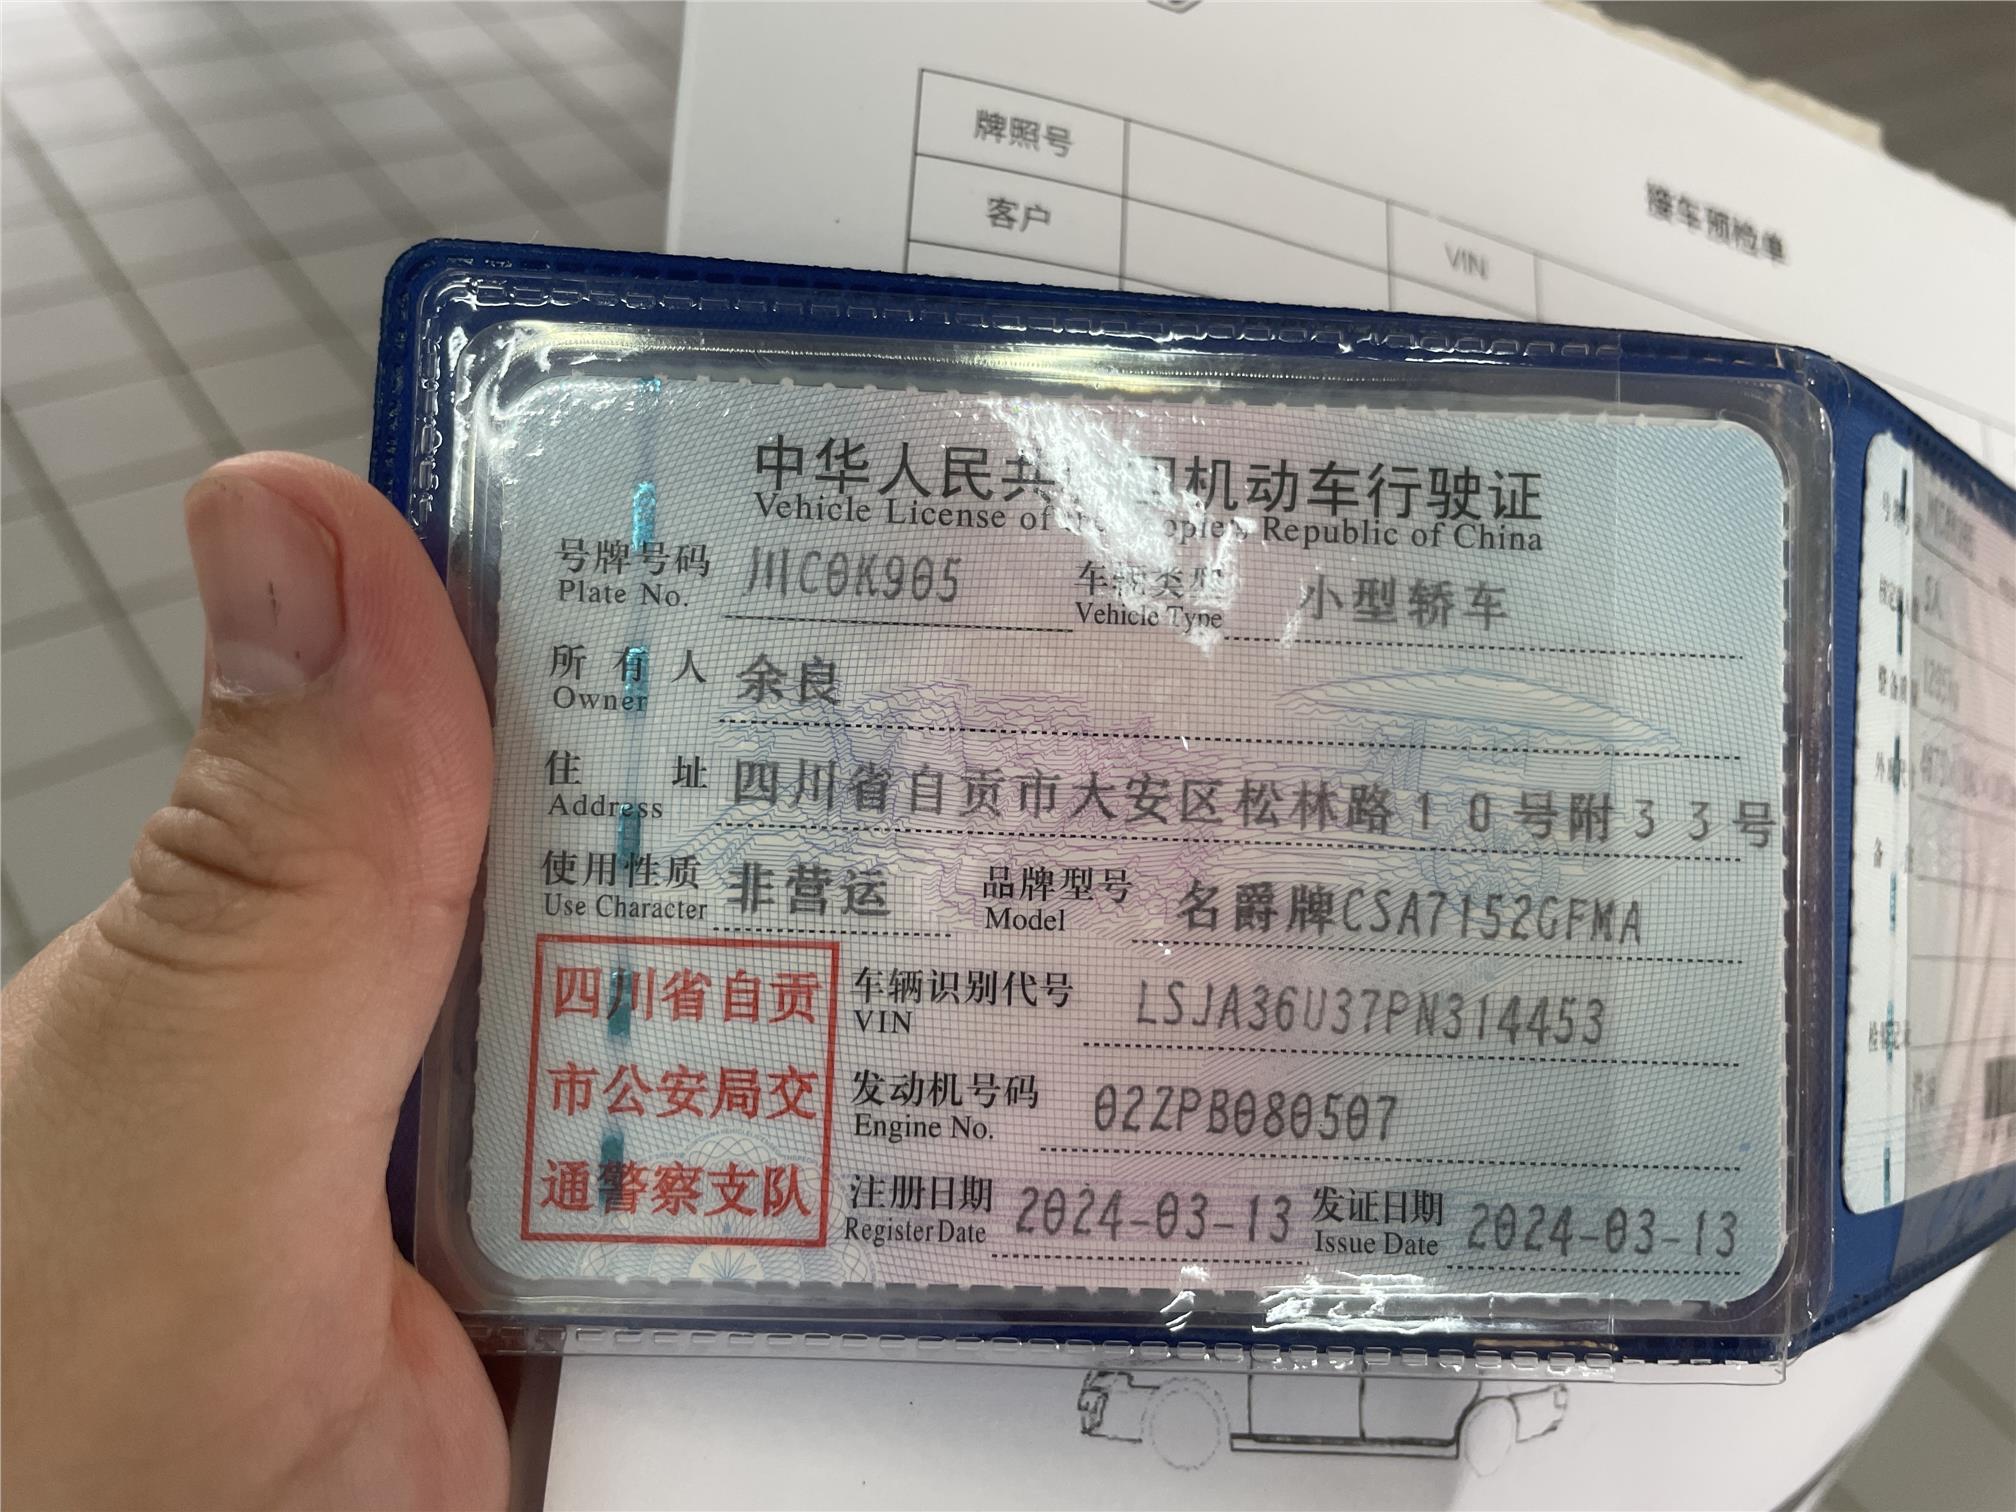 牌照号
客户
VIN
接车预检单
中华人民共 国机动车行驶证
Vehicle License of the People's Republic of China
号牌号码 川C0K905 车辆类型 小型轿车
Plate No. Vehicle Type
所有人 余良
Owner
住址 四川省自贡市大安区松林路10号附33号
Address
使用性质 非营运 品牌型号 名爵牌CSA7152GFMA
Use Character Model
四川省自贡
市公安局交
通警察支队
车辆识别代号 LSJA36U37PN314453
VIN
发动机号码 02ZPB080507
Engine No.
注册日期 2024-03-13 发证日期 2024-03-13
Register Date Issue Date